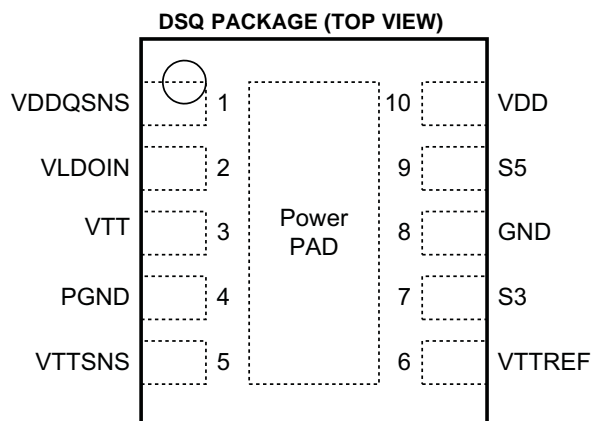 DSQ PACKAGE (TOP VIEW)
VDDQSNS 1 10 VDD
VLDOIN 2 9 S5
VTT 3 Power PAD 8 GND
PGND 4 7 S3
VTTSNS 5 6 VTTREF